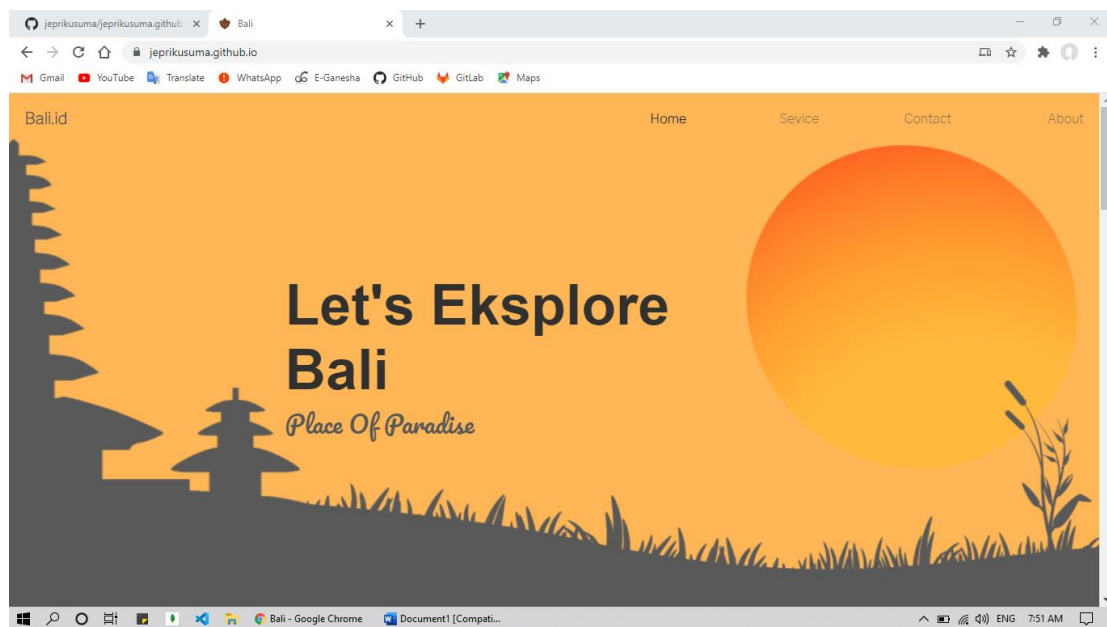 jeprikusuma/jeprikusuma.github
Bali
jeprikusuma.github.io
Gmail YouTube Translate WhatsApp E-Ganesha GitHub GitLab Maps
Bali.id Home Sevice Contact About
Let's Eksplore
Bali
Place Of Paradise
Bali - Google Chrome Document1 [Compati... ENG 7:51 AM